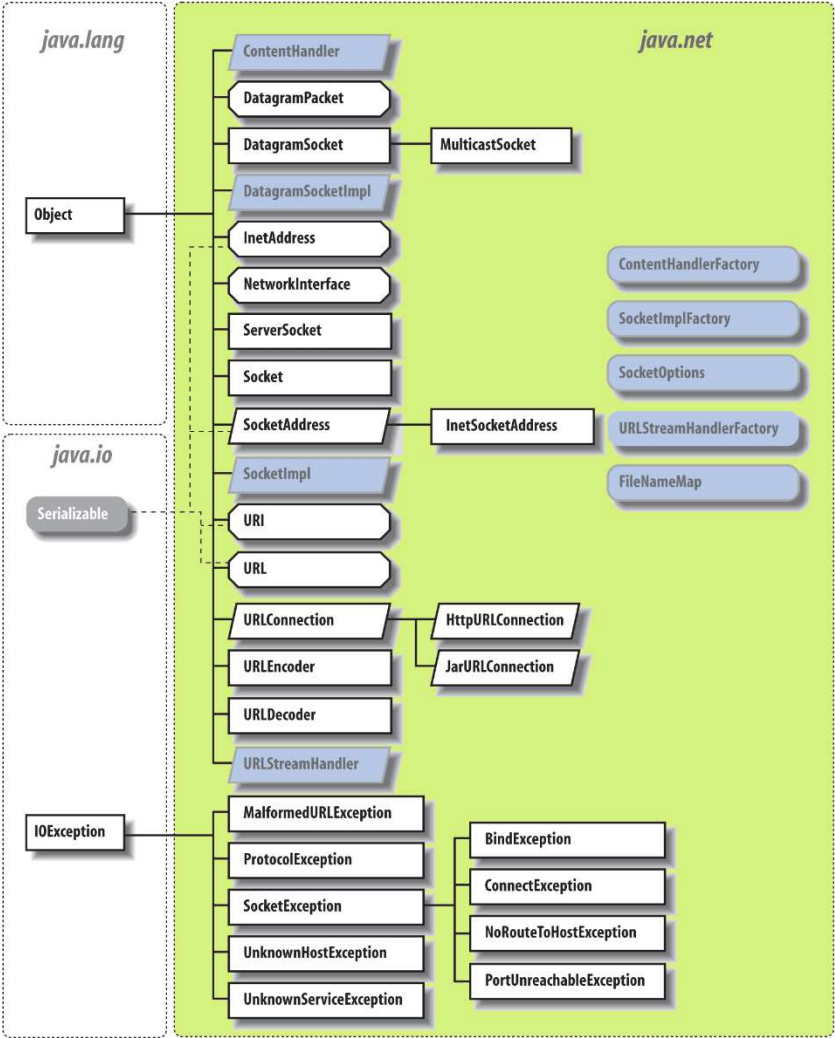 java.lang
java.net
ContentHandler
DatagramPacket
DatagramSocket
MulticastSocket
DatagramSocketImpl
Object
InetAddress
NetworkInterface
ServerSocket
Socket
SocketAddress
InetSocketAddress
ContentHandlerFactory
SocketImplFactory
SocketOptions
URLStreamHandlerFactory
FileNameMap
java.io
SocketImpl
Serializable
URI
URL
URLConnection
HttpURLConnection
JarURLConnection
URLEncoder
URLDecoder
URLStreamHandler
IOException
MalformedURLException
ProtocolException
SocketException
UnknownHostException
UnknownServiceException
BindException
ConnectException
NoRouteToHostException
PortUnreachableException